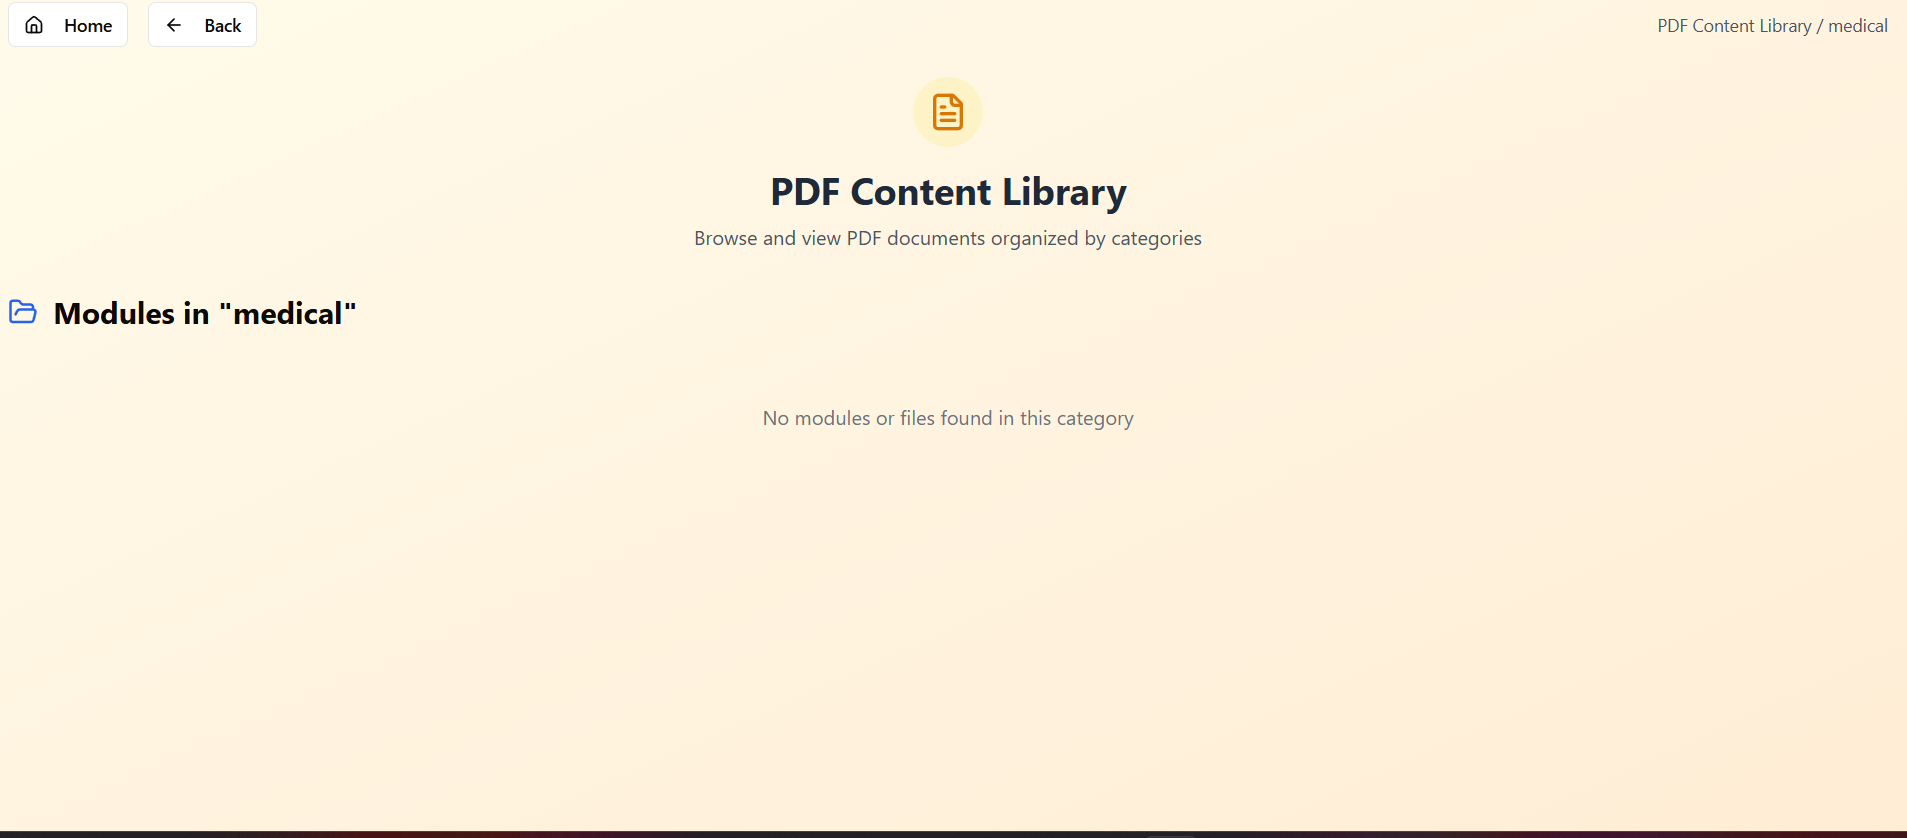 Home
Back
PDF Content Library / medical
PDF Content Library
Browse and view PDF documents organized by categories
Modules in "medical"
No modules or files found in this category